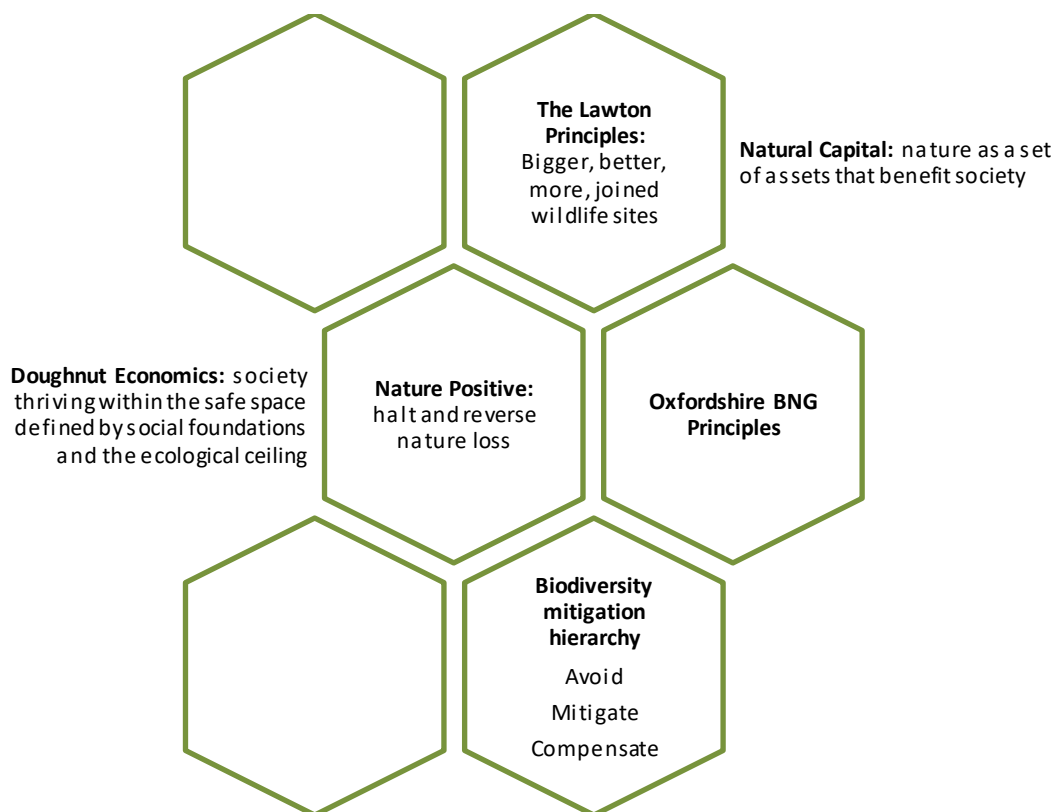 The Lawton
Principles:
Bigger, better,
more, joined
wildlife sites
Natural Capital: nature as a set
of assets that benefit society
Doughnut Economics: society
thriving within the safe space
defined by social foundations
and the ecological ceiling
Nature Positive:
halt and reverse
nature loss
Oxfordshire BNG
Principles
Biodiversity
mitigation
hierarchy
Avoid
Mitigate
Compensate